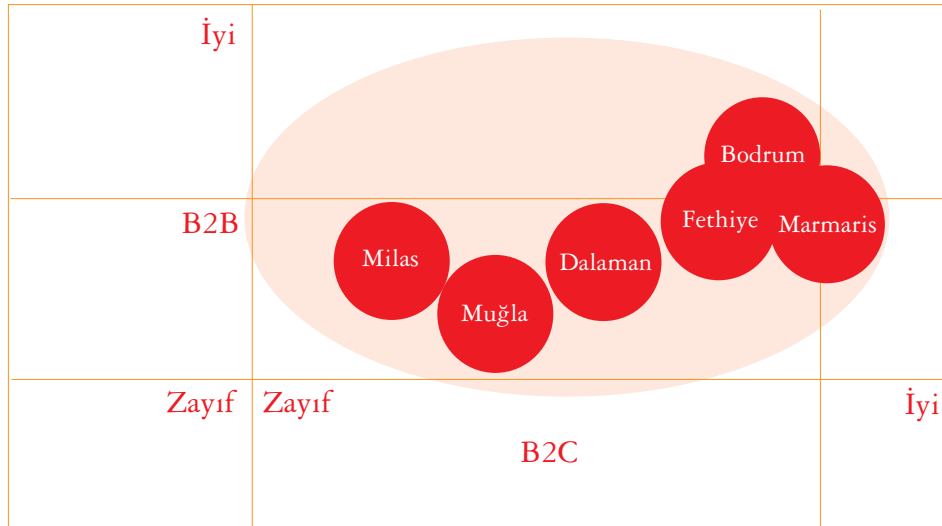 İyi
Bodrum
B2B
Fethiye
Marmaris
Milas
Dalaman
Muğla
Zayıf
Zayıf
İyi
B2C